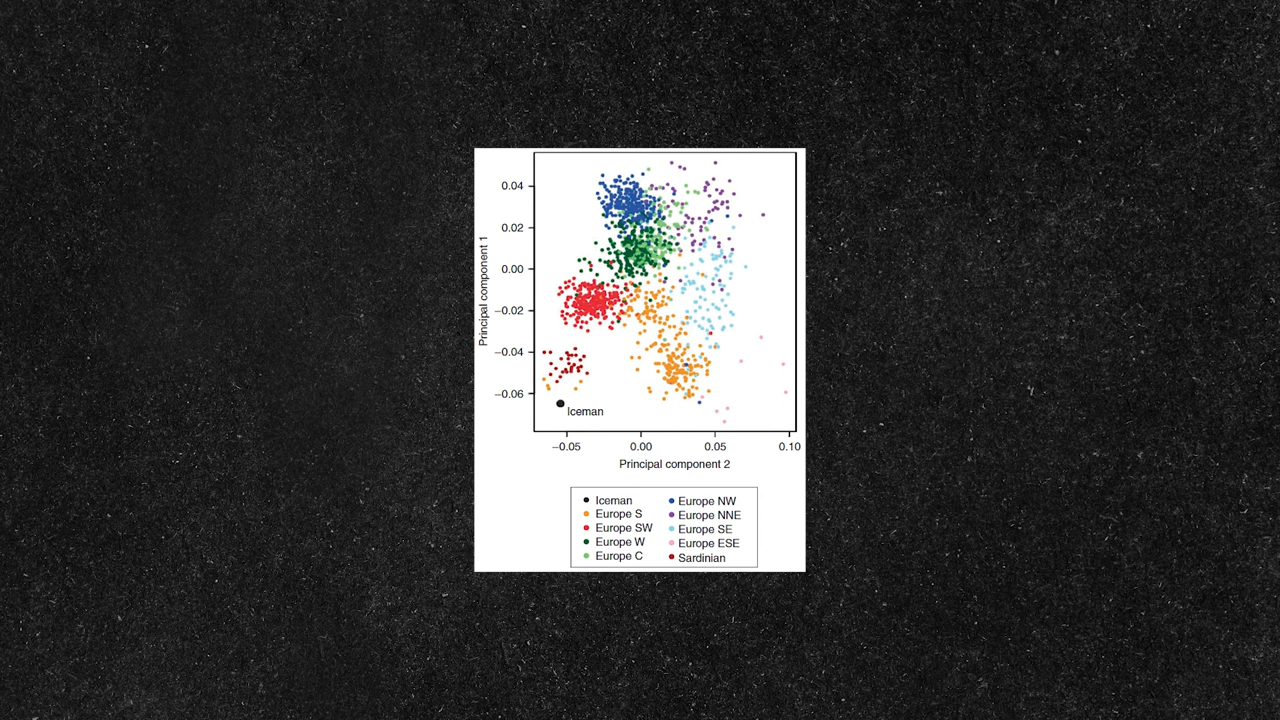 0.04
0.02
0.00
−0.02
−0.04
−0.06
Principal component 1
Iceman
−0.05
0.00
0.05
0.10
Principal component 2
Iceman
Europe S
Europe SW
Europe W
Europe C
Europe NW
Europe NNE
Europe SE
Europe ESE
Sardinian